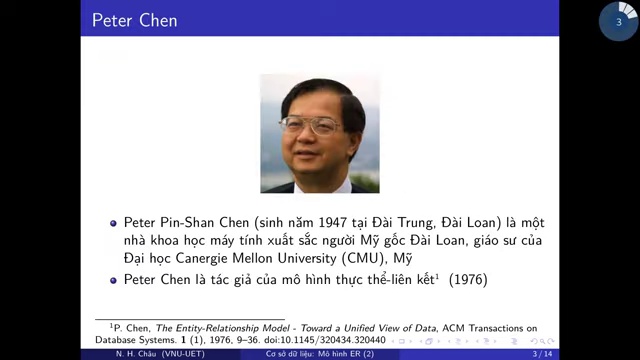 Peter Chen
3
Peter Pin-Shan Chen (sinh năm 1947 tại Đài Trung, Đài Loan) là một
nhà khoa học máy tính xuất sắc người Mỹ gốc Đài Loan, giáo sư của
Đại học Canergie Mellon University (CMU), Mỹ
Peter Chen là tác giả của mô hình thực thể-liên kết¹ (1976)
¹P. Chen, The Entity-Relationship Model - Toward a Unified View of Data, ACM Transactions on
Database Systems. 1 (1), 1976, 9–36. doi:10.1145/320434.320440
N. H. Châu (VNU-UET) Cơ sở dữ liệu: Mô hình ER (2) 3 / 14